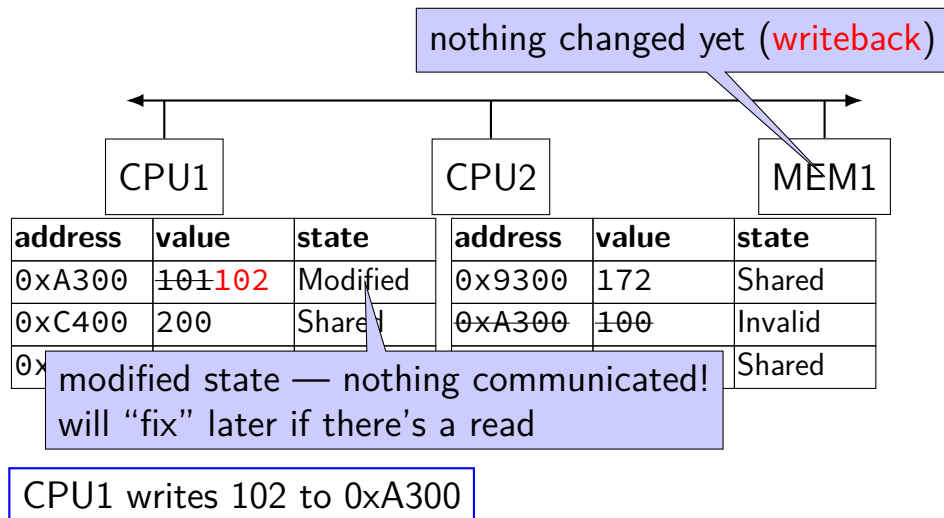 nothing changed yet (writeback)
CPU1 CPU2 MEM1
address value state address value state
0xA300 101102 Modified 0x9300 172 Shared
0xC400 200 Shared 0xA300 100 Invalid
0x Shared
modified state — nothing communicated!
will “fix” later if there’s a read
CPU1 writes 102 to 0xA300